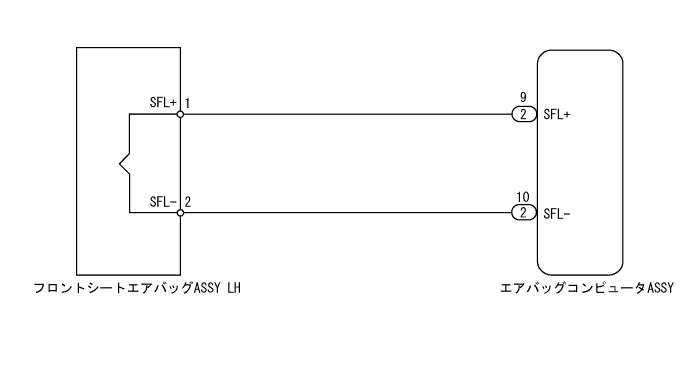 SFL+ 1
9
2 SFL+
SFL- 2
10
2 SFL-
フロントシートエアバッグASSY LH
エアバッグコンピュータASSY